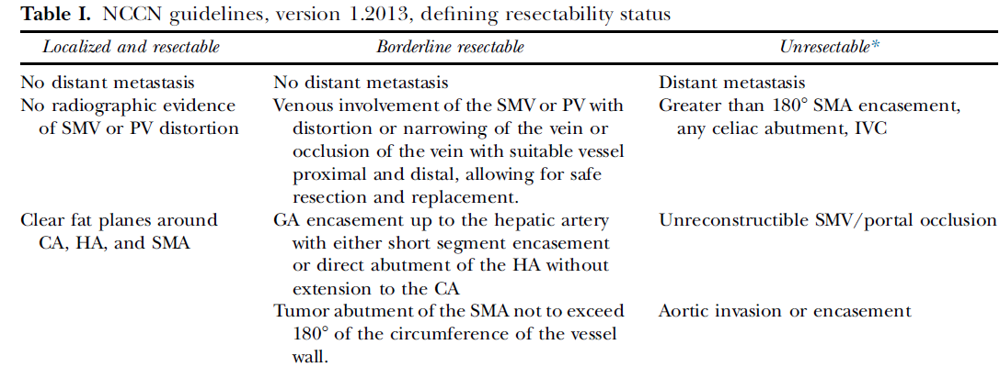 Table I. NCCN guidelines, version 1.2013, defining resectability status
Localized and resectable Borderline resectable Unresectable*
No distant metastasis No distant metastasis Distant metastasis
No radiographic evidence Venous involvement of the SMV or PV with Greater than 180° SMA encasement,
of SMV or PV distortion distortion or narrowing of the vein or any celiac abutment, IVC
occlusion of the vein with suitable vessel
proximal and distal, allowing for safe
resection and replacement.
Clear fat planes around GA encasement up to the hepatic artery Unreconstructible SMV/portal occlusion
CA, HA, and SMA with either short segment encasement
or direct abutment of the HA without
extension to the CA
Tumor abutment of the SMA not to exceed Aortic invasion or encasement
180° of the circumference of the vessel
wall.